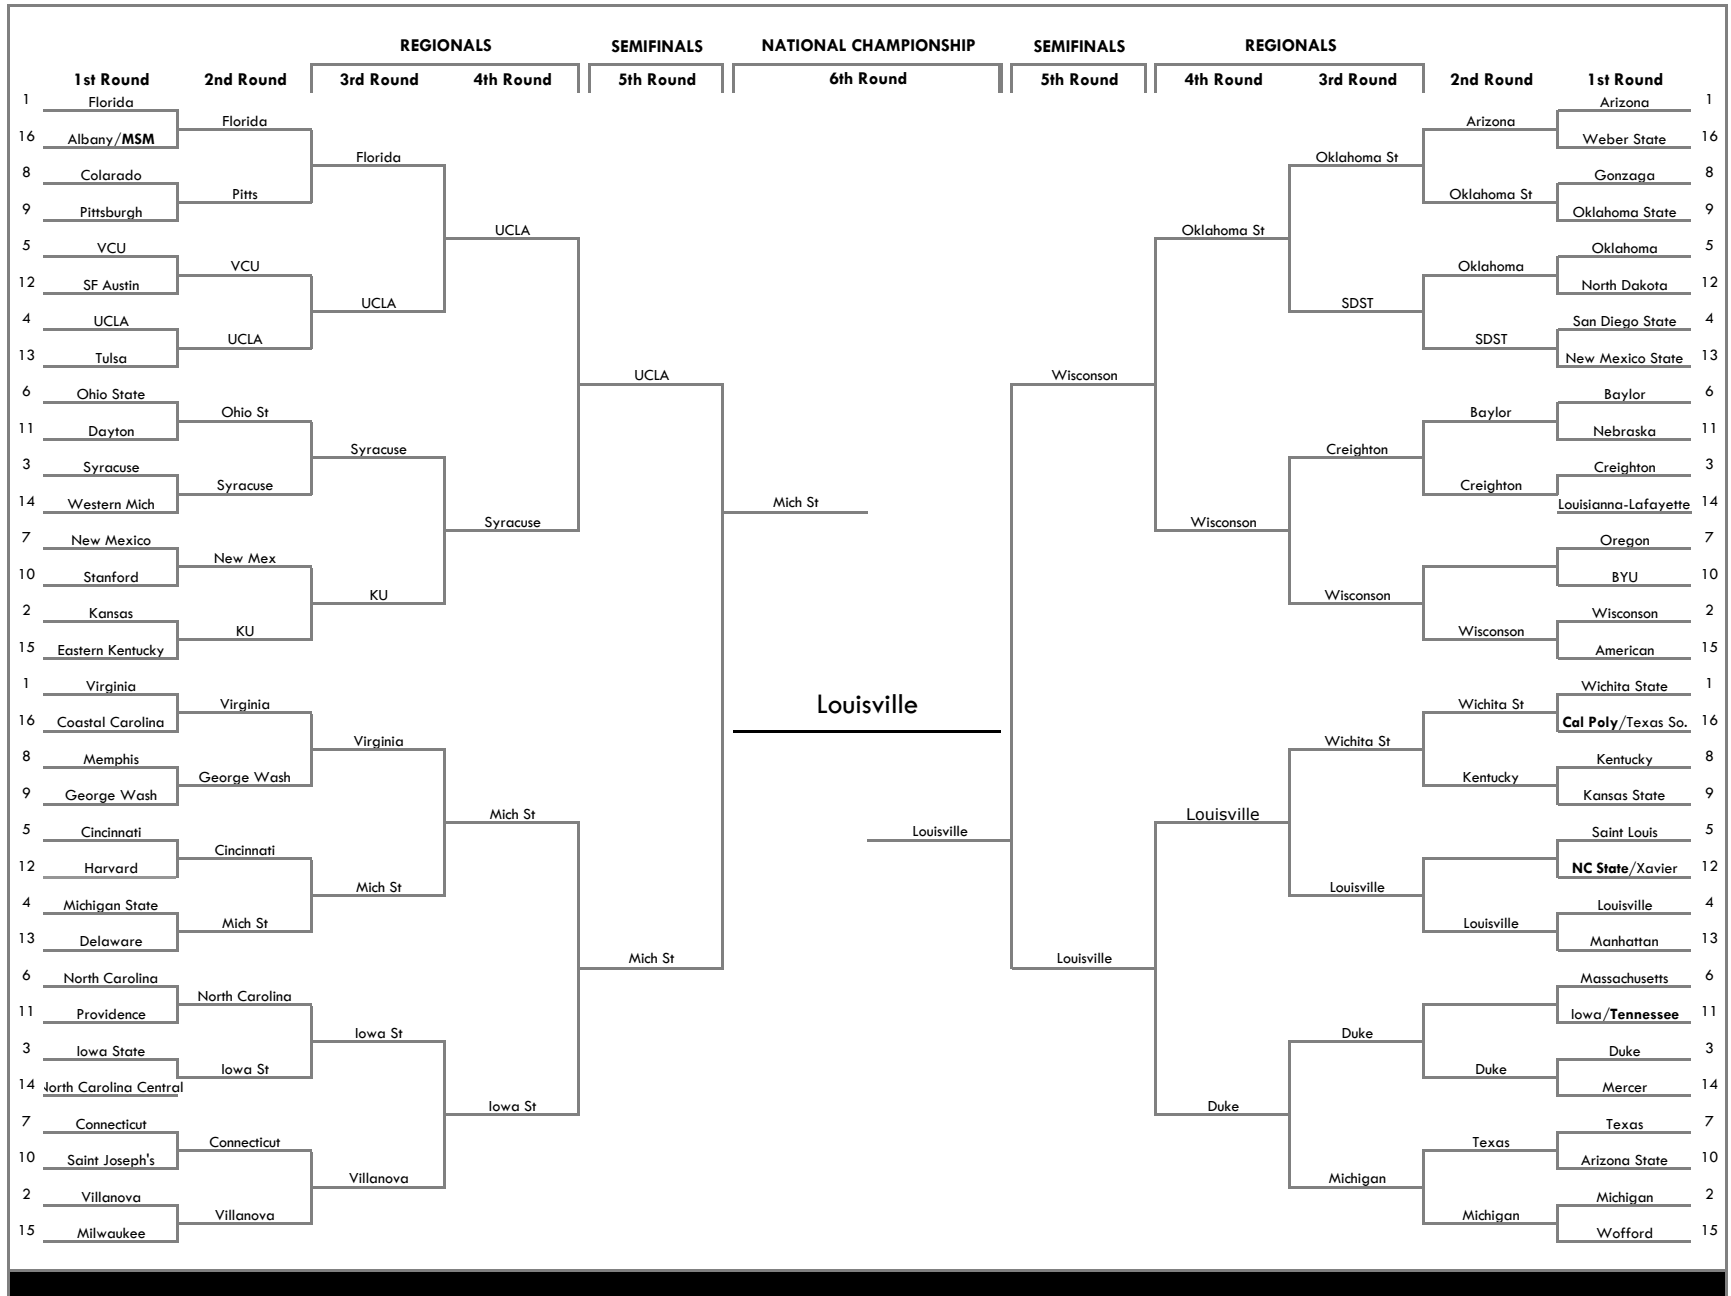 REGIONALS SEMIFINALS NATIONAL CHAMPIONSHIP SEMIFINALS REGIONALS
1st Round 2nd Round 3rd Round 4th Round 5th Round 6th Round 5th Round 4th Round 3rd Round 2nd Round 1st Round
1 Florida
16 Albany/MSM
8 Colarado
9 Pittsburgh
5 VCU
12 SF Austin
4 UCLA
13 Tulsa
6 Ohio State
11 Dayton
3 Syracuse
14 Western Mich
7 New Mexico
10 Stanford
2 Kansas
15 Eastern Kentucky
1 Virginia
16 Coastal Carolina
8 Memphis
9 George Wash
5 Cincinnati
12 Harvard
4 Michigan State
13 Delaware
6 North Carolina
11 Providence
3 Iowa State
14 North Carolina Central
7 Connecticut
10 Saint Joseph's
2 Villanova
15 Milwaukee
Florida
Pitts
VCU
UCLA
Ohio St
Syracuse
New Mex
KU
Virginia
George Wash
Cincinnati
Mich St
North Carolina
Iowa St
Connecticut
Villanova
Florida
UCLA
Syracuse
KU
Virginia
Mich St
Iowa St
Villanova
UCLA
Syracuse
Mich St
Iowa St
UCLA
Mich St
Mich St
Louisville
Louisville
Wisconson
Louisville
Oklahoma St
Wisconson
Louisville
Duke
Oklahoma St
SDST
Creighton
Wisconson
Wichita St
Louisville
Duke
Michigan
Arizona
Oklahoma St
Oklahoma
SDST
Baylor
Creighton
Wisconson
Wichita St
Kentucky
Louisville
Duke
Texas
Michigan
Arizona 1
Weber State 16
Gonzaga 8
Oklahoma State 9
Oklahoma 5
North Dakota 12
San Diego State 4
New Mexico State 13
Baylor 6
Nebraska 11
Creighton 3
Louisianna-Lafayette 14
Oregon 7
BYU 10
Wisconson 2
American 15
Wichita State 1
Cal Poly/Texas So. 16
Kentucky 8
Kansas State 9
Saint Louis 5
NC State/Xavier 12
Louisville 4
Manhattan 13
Massachusetts 6
Iowa/Tennessee 11
Duke 3
Mercer 14
Texas 7
Arizona State 10
Michigan 2
Wofford 15